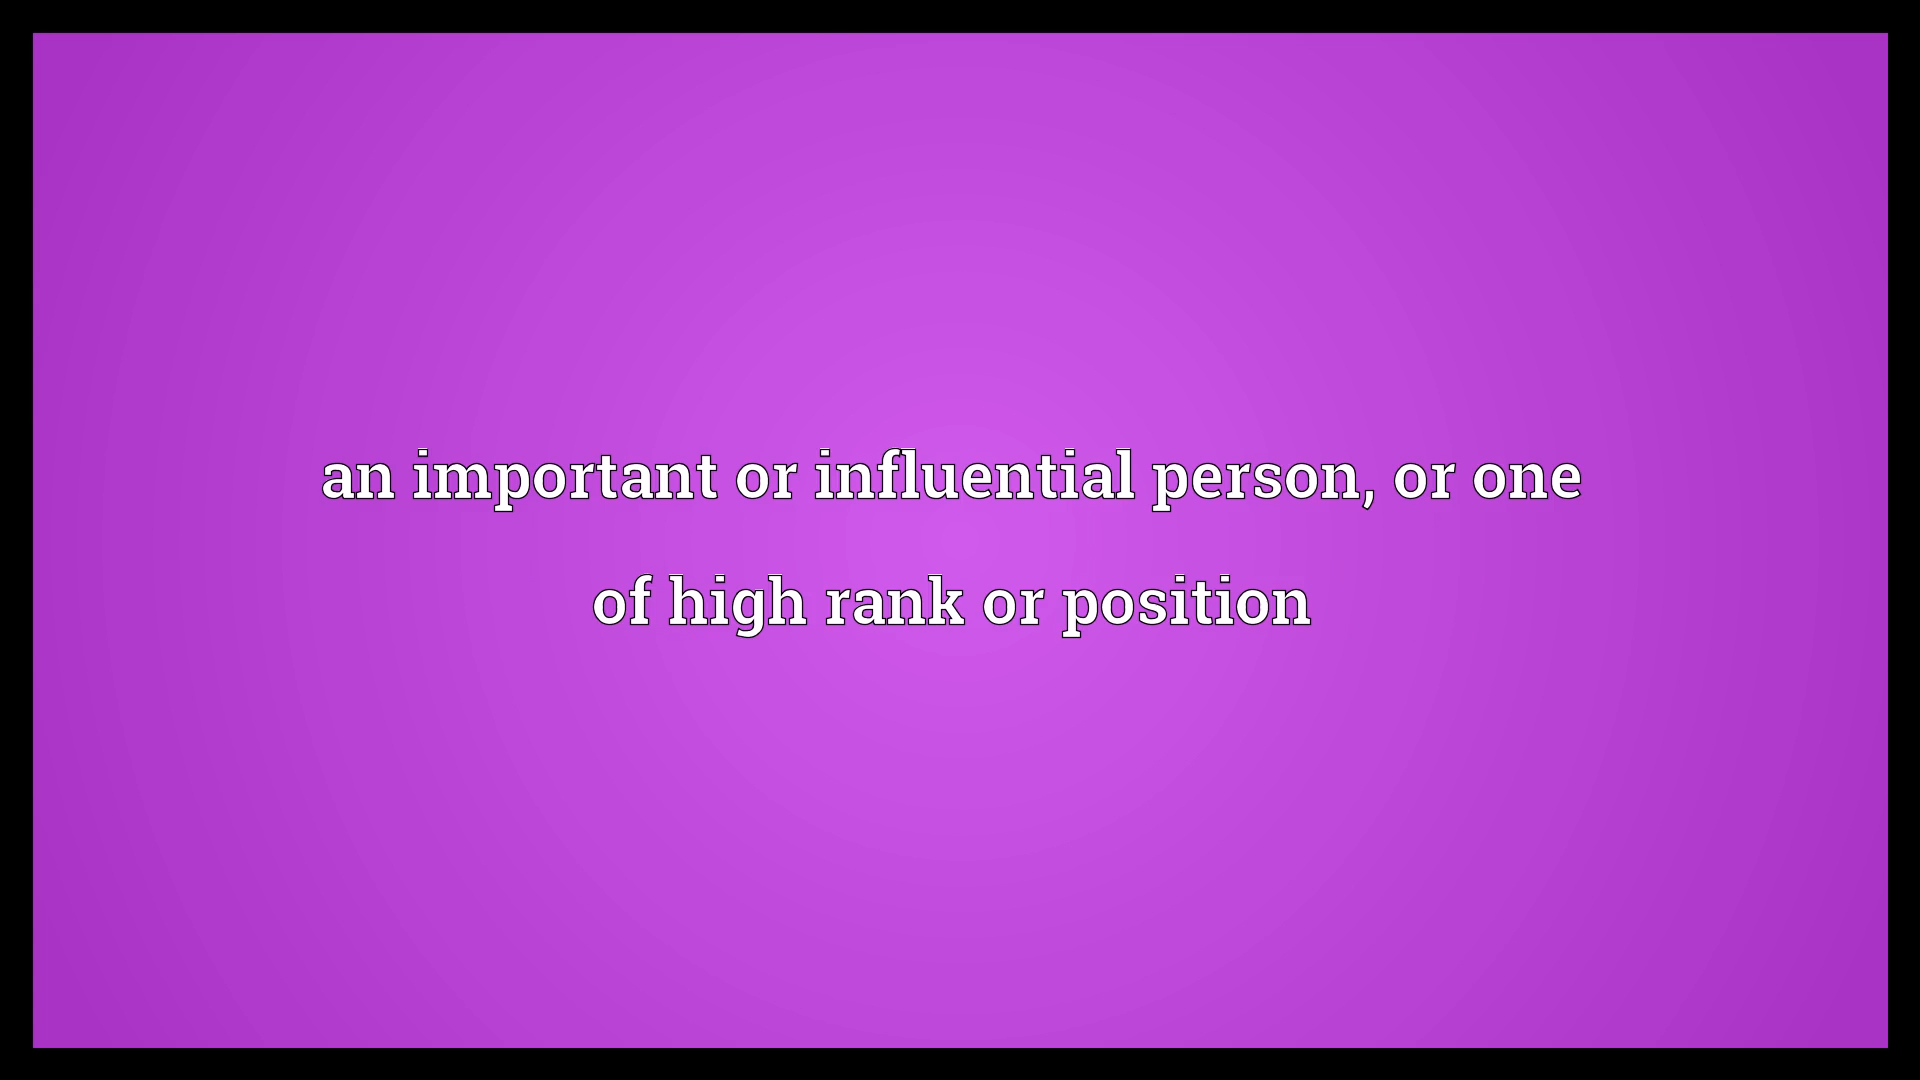 an important or influential person, or one
of high rank or position